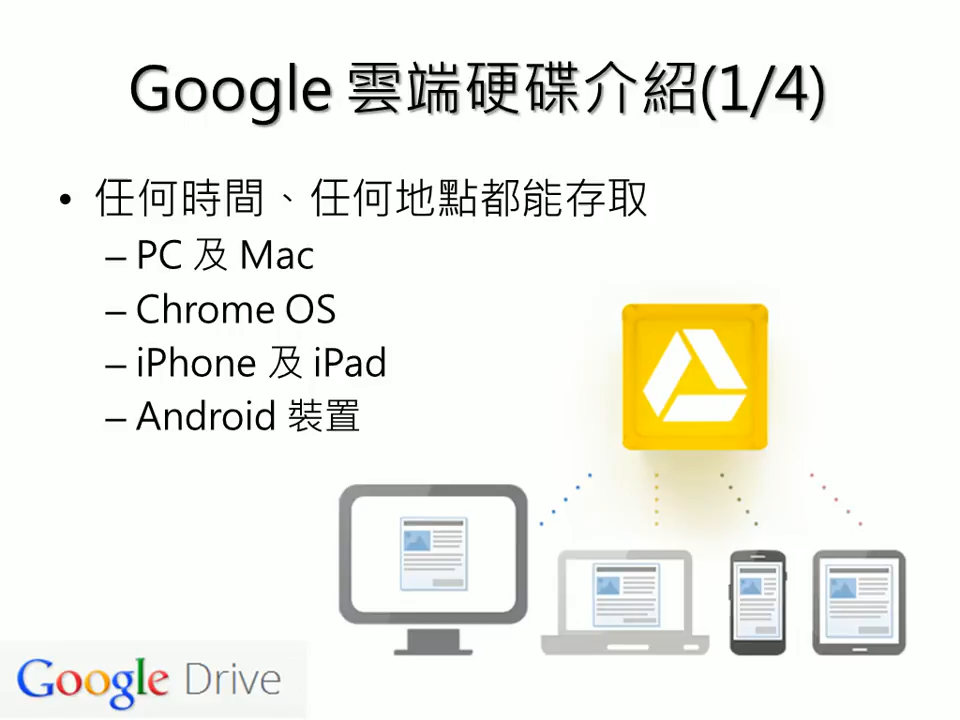 Google 雲端硬碟介紹(1/4)
• 任何時間、任何地點都能存取
– PC 及 Mac
– Chrome OS
– iPhone 及 iPad
– Android 裝置
Google Drive